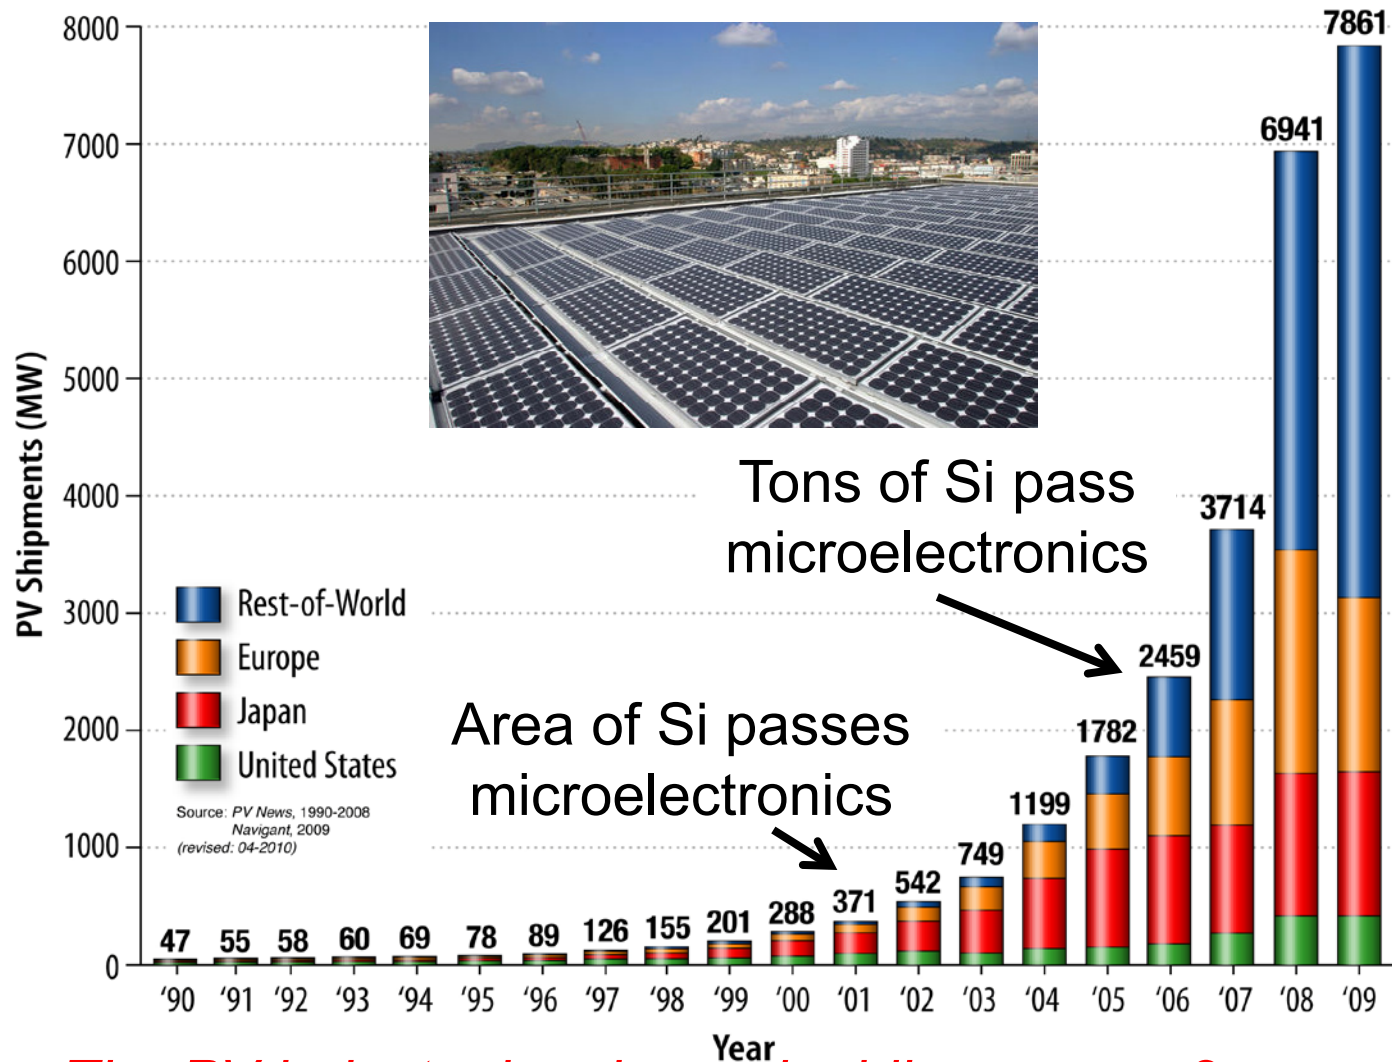 8000
7000
6000
5000
4000
3000
2000
1000
0
PV Shipments (MW)
7861
6941
Tons of Si pass
microelectronics
3714
2459
Area of Si passes
microelectronics
1782
1199
749
542
371
288
201
155
126
89
78
69
60
58
55
47
Rest-of-World
Europe
Japan
United States
Source: PV News, 1990-2008
Navigant, 2009
(revised: 04-2010)
'90 '91 '92 '93 '94 '95 '96 '97 '98 '99 '00 '01 '02 '03 '04 '05 '06 '07 '08 '09
Year
The PV industry